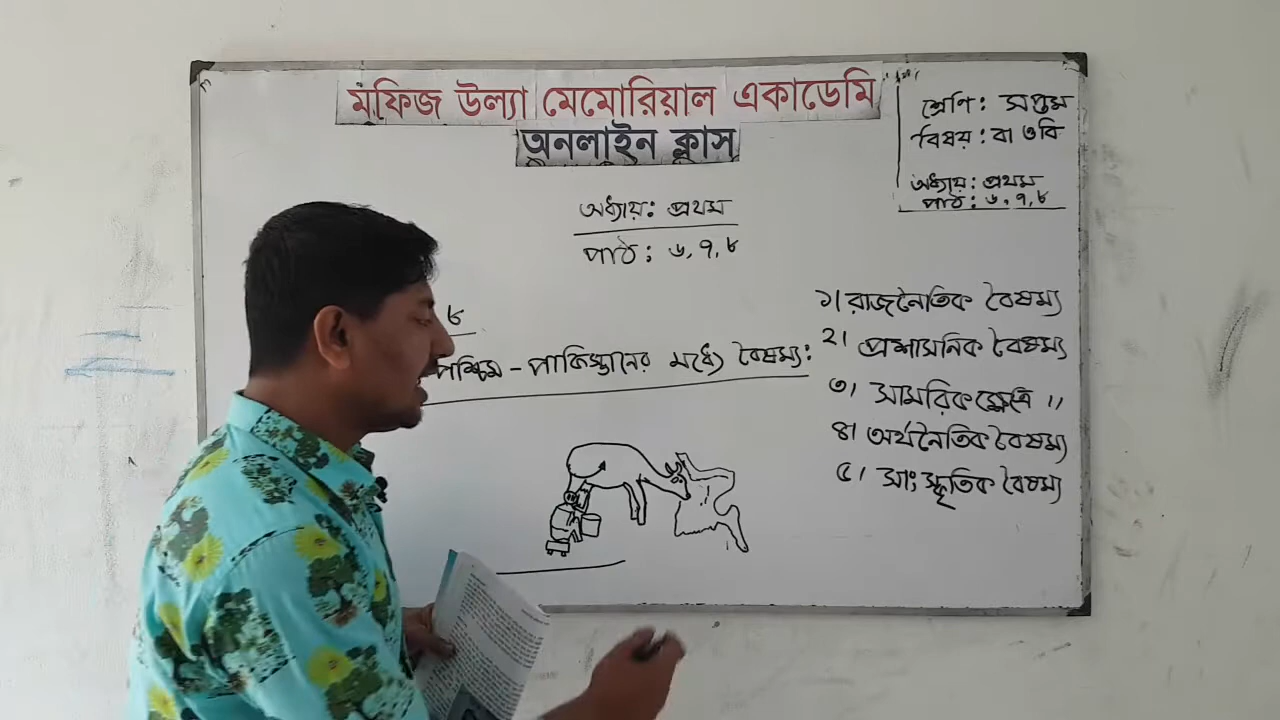 মফিজ উল্যা মেমোরিয়াল একাডেমি
অনলাইন ক্লাস
শ্রেণি: সপ্তম
বিষয়: বা ওবি
অধ্যায়: প্রথম
পাঠ: ৬,৭,৮
অধ্যায়: প্রথম
পাঠ: ৬,৭,৮
৮
পশ্চিম - পাকিস্তানের মধ্যে বৈষম্য:
১। রাজনৈতিক বৈষম্য
২। প্রশাসনিক বৈষম্য
৩। সামরিকক্ষেত্রে ,,
৪। অর্থনৈতিক বৈষম্য
৫। সাংস্কৃতিক বৈষম্য